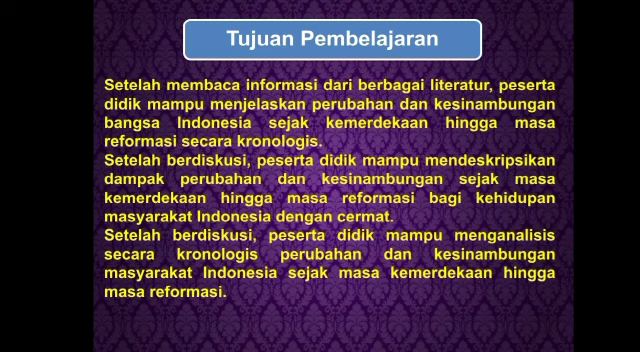 Tujuan Pembelajaran
Setelah membaca informasi dari berbagai literatur, peserta
didik mampu menjelaskan perubahan dan kesinambungan
bangsa Indonesia sejak kemerdekaan hingga masa
reformasi secara kronologis.
Setelah berdiskusi, peserta didik mampu mendeskripsikan
dampak perubahan dan kesinambungan sejak masa
kemerdekaan hingga masa reformasi bagi kehidupan
masyarakat Indonesia dengan cermat.
Setelah berdiskusi, peserta didik mampu menganalisis
secara kronologis perubahan dan kesinambungan
masyarakat Indonesia sejak masa kemerdekaan hingga
masa reformasi.